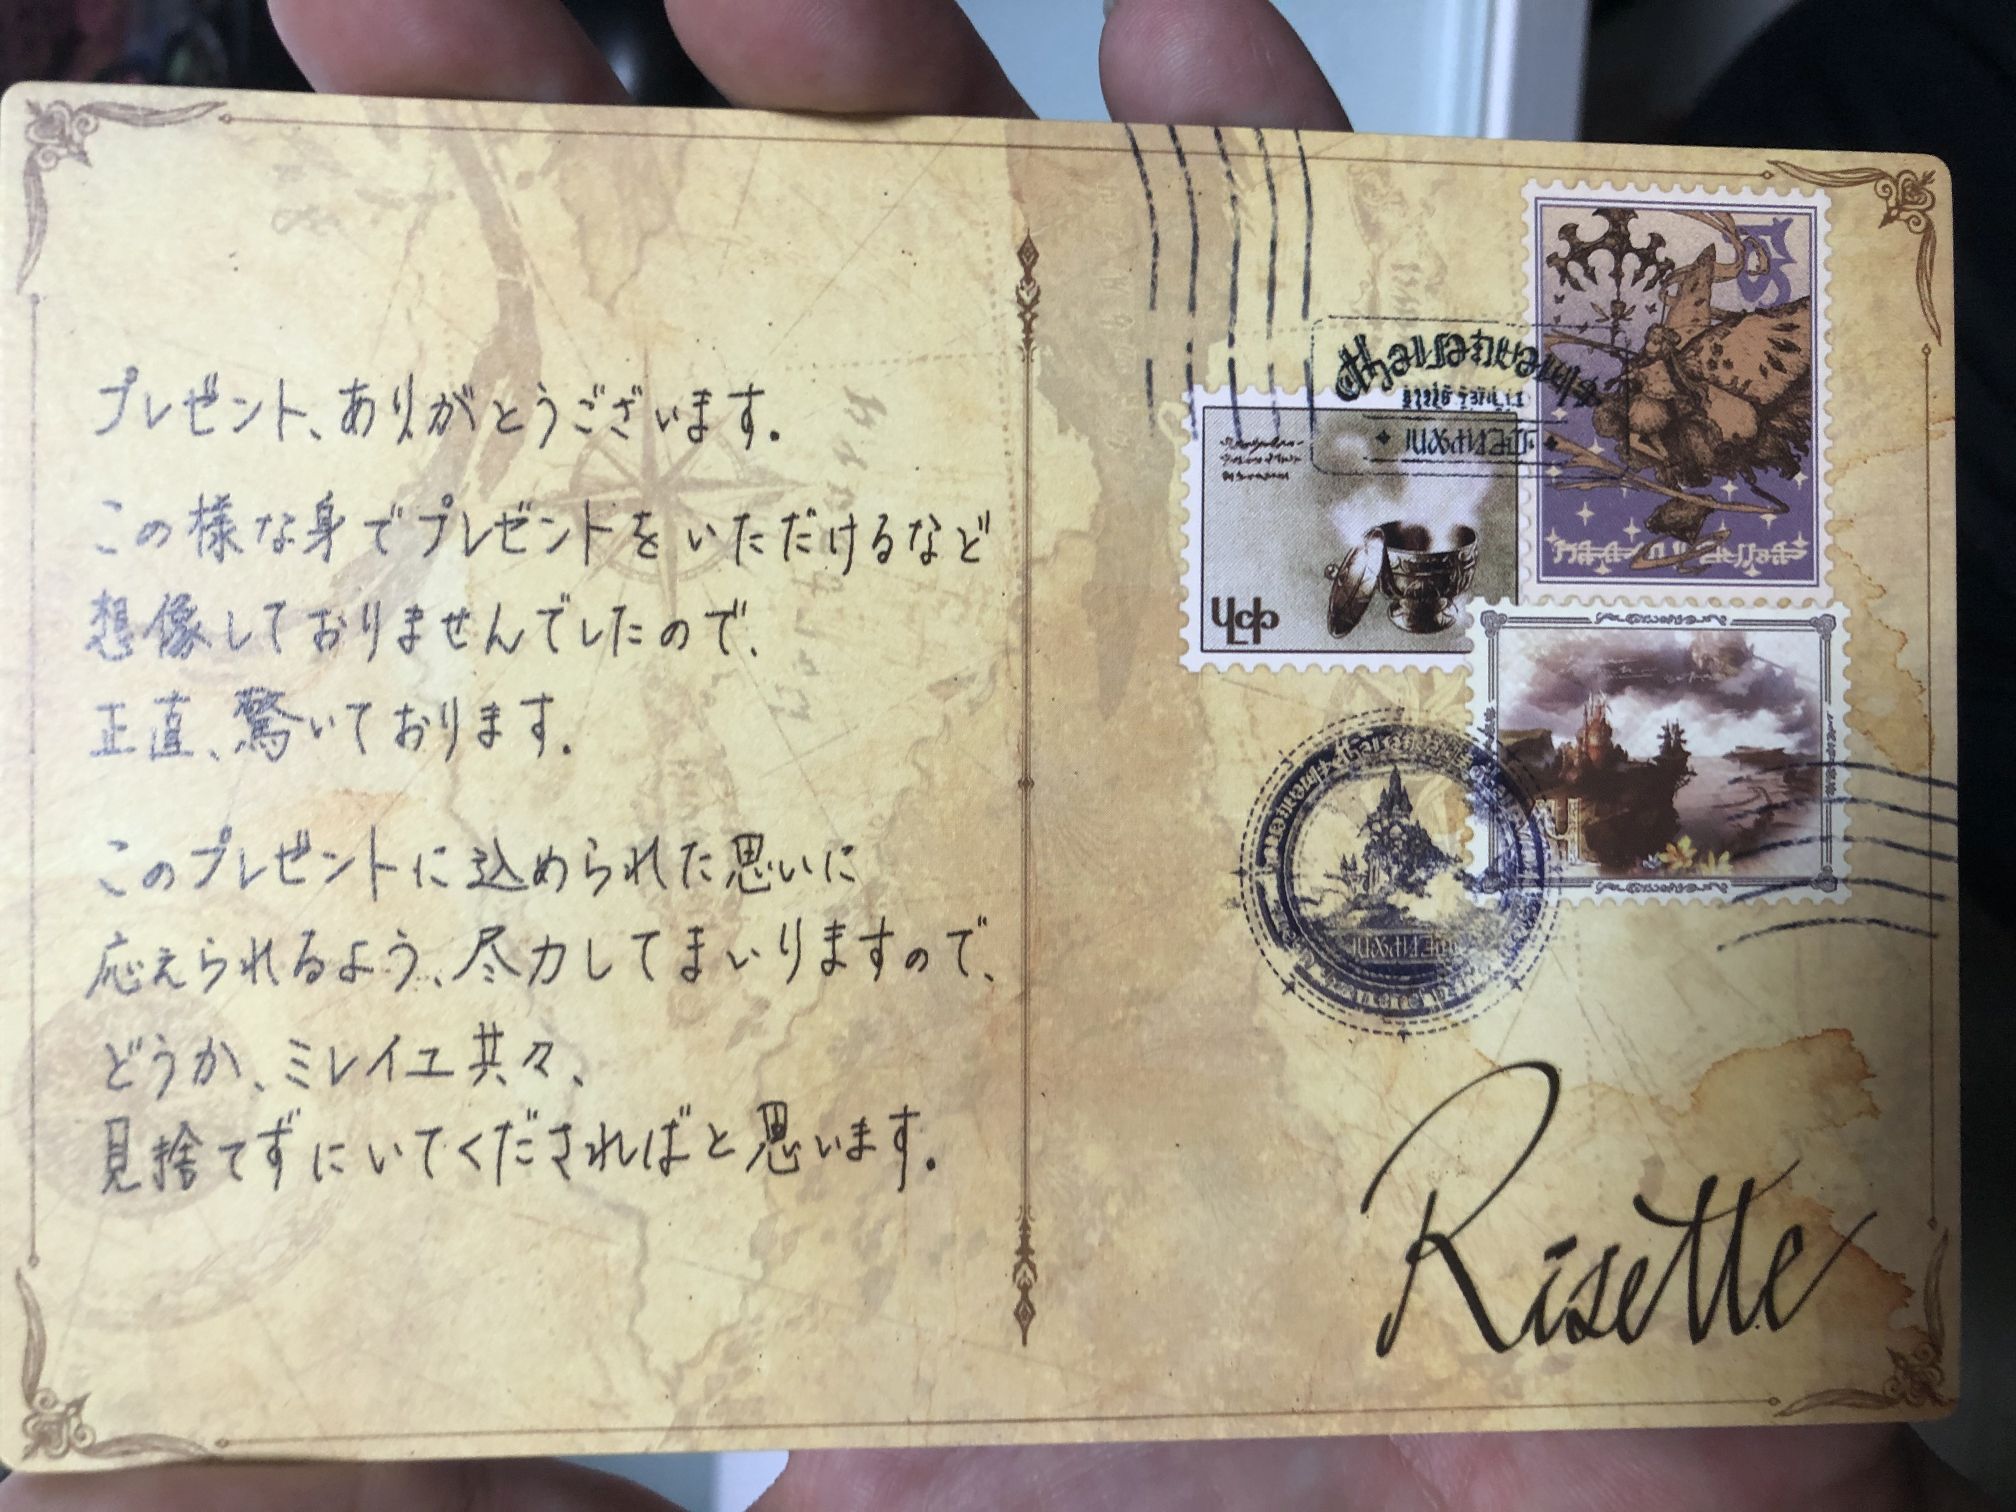 プレゼント、ありがとうございます。
この様な身でプレゼントをいただけるなど
想像しておりませんでしたので、
正直、驚いております。
このプレゼントに込められた思いに
応えられるよう、尽力してまいりますので、
どうか、ミレイユ共々、
見捨てずにいてくださればと思います。
Risette